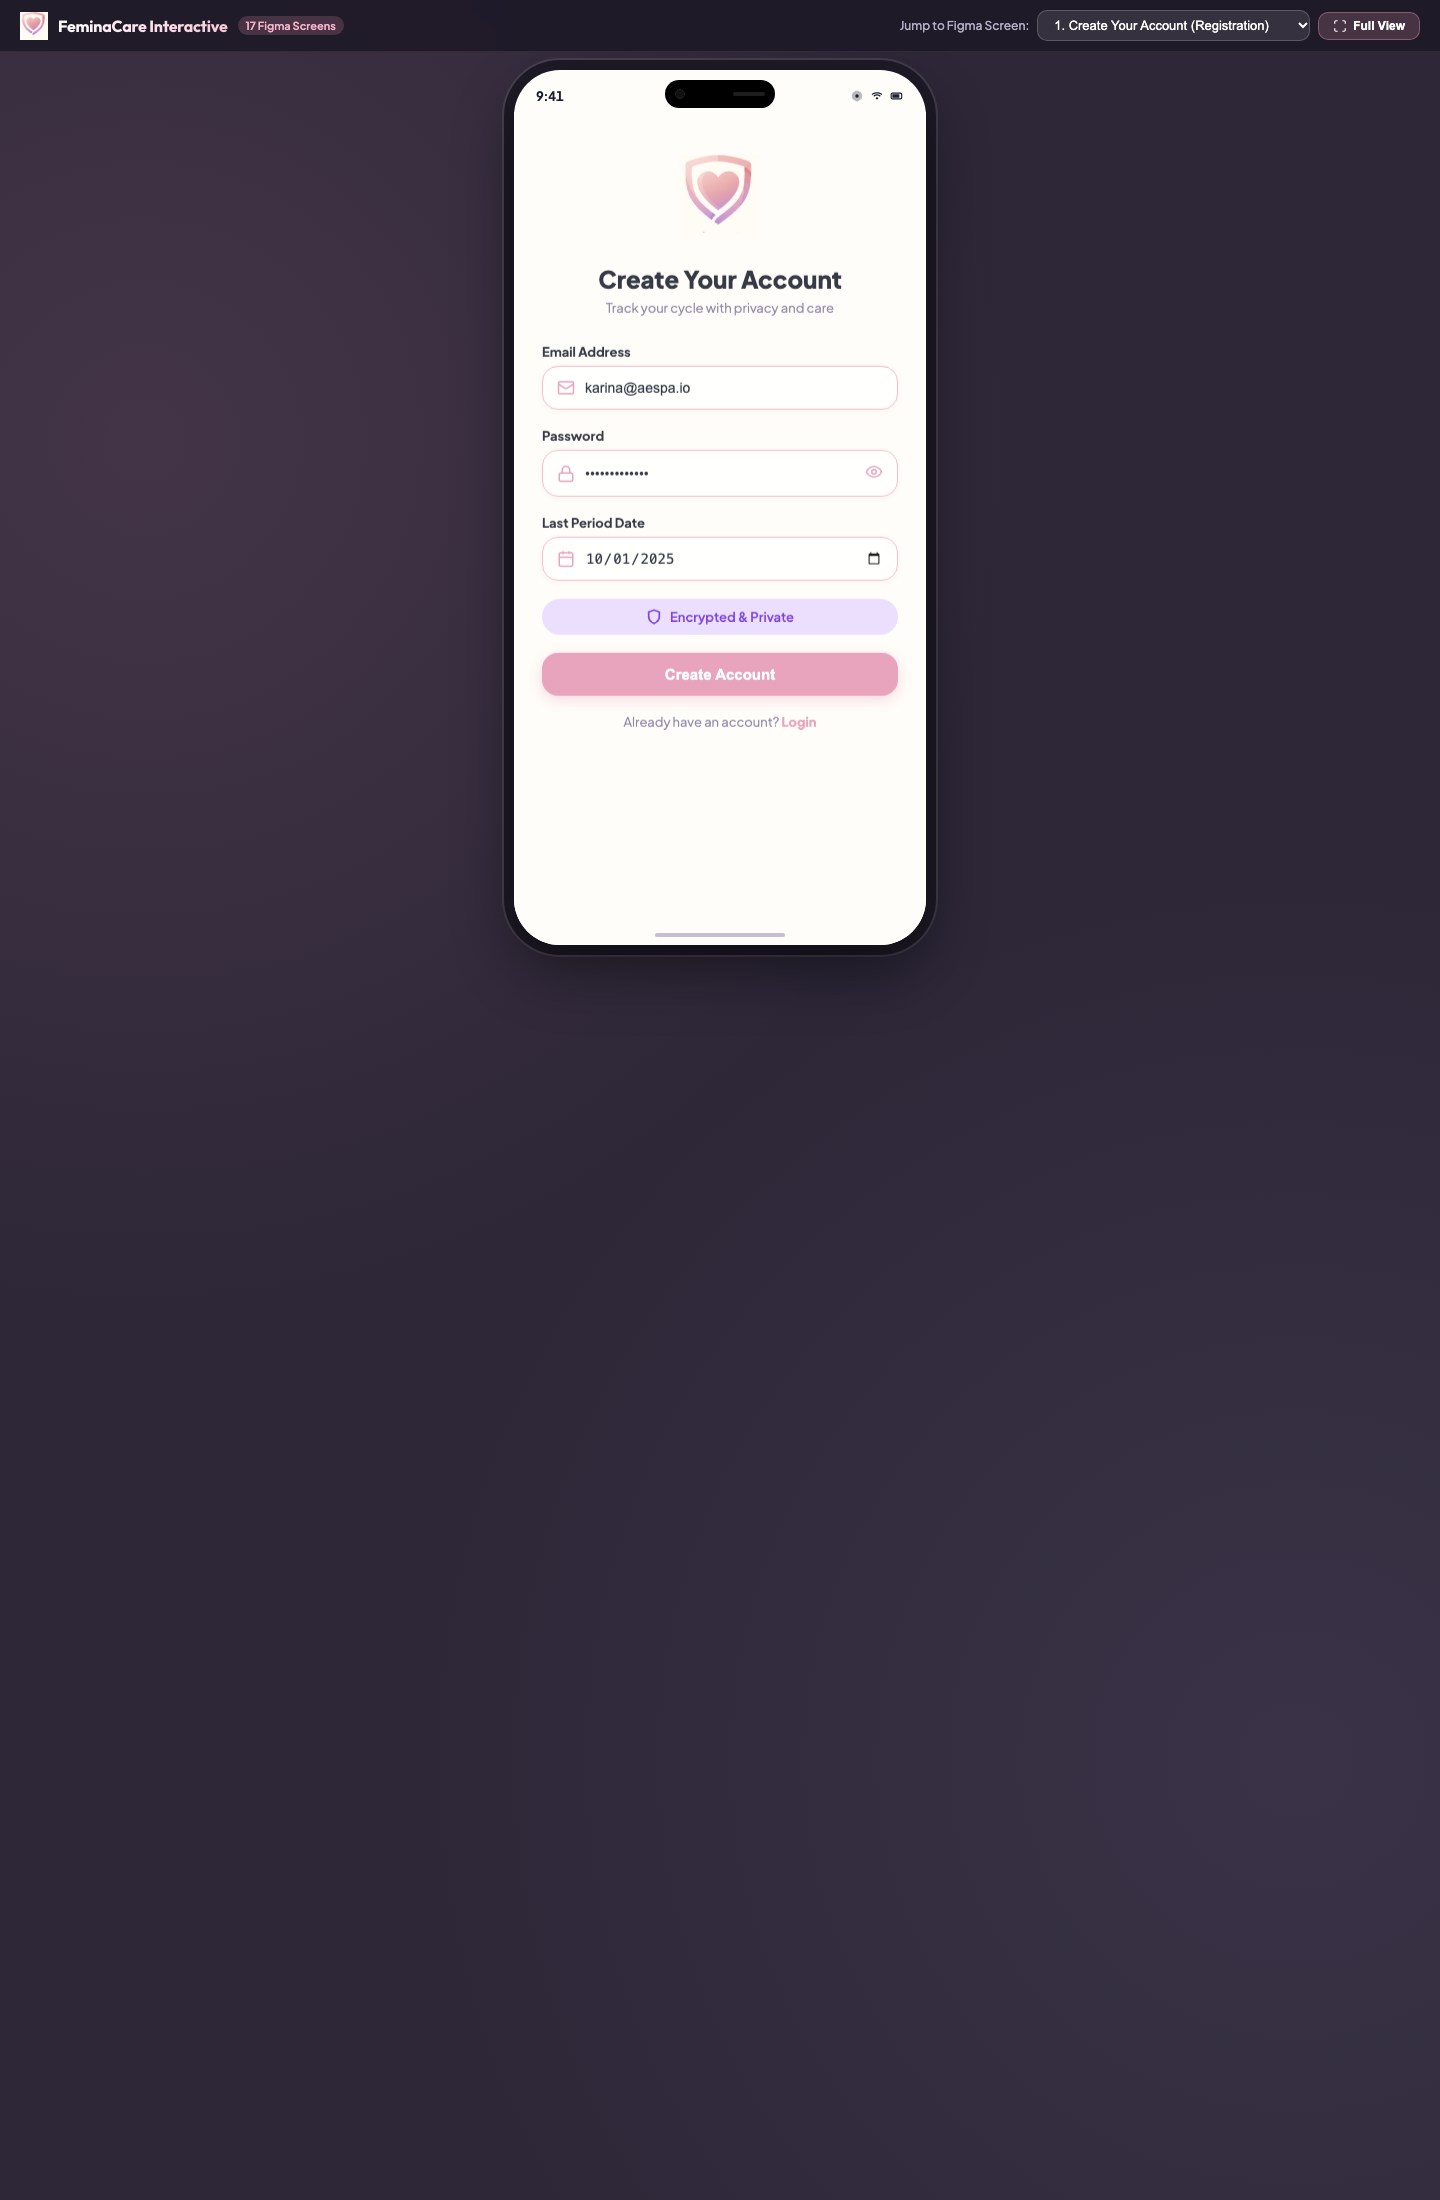 FeminaCare Interactive
17 Figma Screens
Jump to Figma Screen:
1. Create Your Account (Registration)
Full View
9:41
Create Your Account
Track your cycle with privacy and care
Email Address
karina@aespa.io
Password
•••••••••••••
Last Period Date
10/01/2025
Encrypted & Private
Create Account
Already have an account? Login